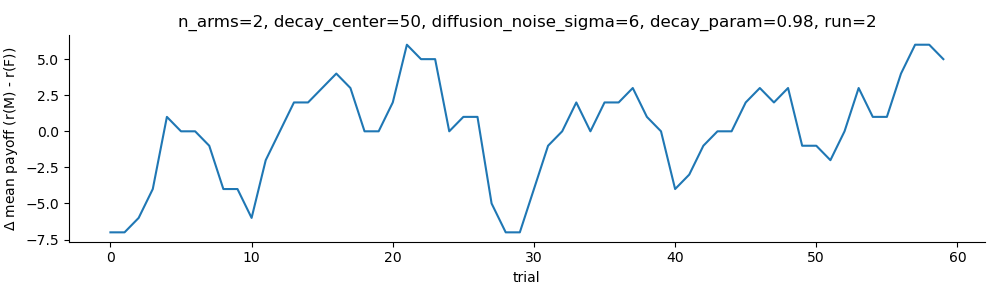 n_arms=2, decay_center=50, diffusion_noise_sigma=6, decay_param=0.98, run=2
Δ mean payoff (r(M) - r(F))
5.0
2.5
0.0
−2.5
−5.0
−7.5
0 10 20 30 40 50 60
trial